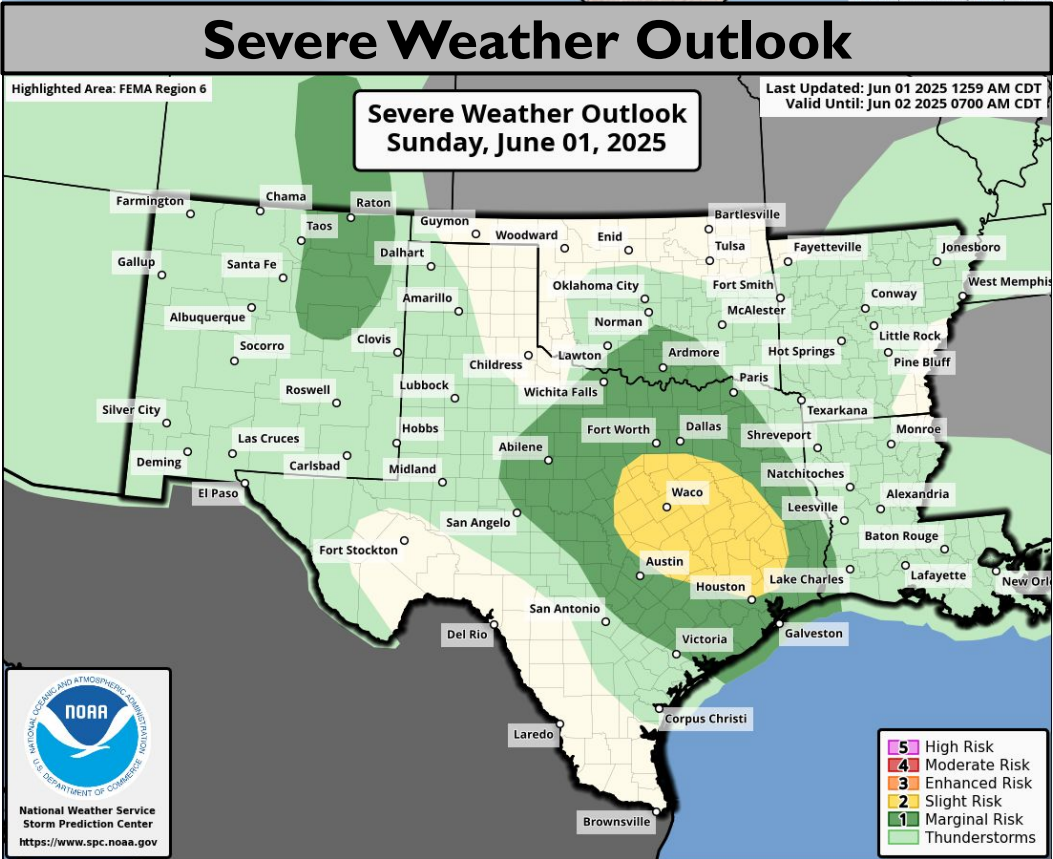 Severe Weather Outlook
Highlighted Area: FEMA Region 6
Last Updated: Jun 01 2025 1259 AM CDT
Valid Until: Jun 02 2025 0700 AM CDT
Severe Weather Outlook
Sunday, June 01, 2025
Farmington
Chama
Raton
Taos
Guymon
Bartlesville
Woodward
Enid
Tulsa
Fayetteville
Jonesboro
Gallup
Santa Fe
Dalhart
Oklahoma City
Fort Smith
West Memphis
Amarillo
Conway
Albuquerque
Norman
McAlester
Socorro
Clovis
Little Rock
Lawton
Ardmore
Hot Springs
Pine Bluff
Childress
Paris
Roswell
Lubbock
Wichita Falls
Silver City
Texarkana
Las Cruces
Hobbs
Fort Worth
Dallas
Shreveport
Monroe
Abilene
Deming
Carlsbad
Midland
Natchitoches
El Paso
Waco
Alexandria
San Angelo
Leesville
Fort Stockton
Baton Rouge
Austin
Houston
Lake Charles
Lafayette
New Orl
San Antonio
Del Rio
Victoria
Galveston
Corpus Christi
Laredo
Brownsville
NATIONAL OCEANIC AND ATMOSPHERIC ADMINISTRATION
NOAA
U.S. DEPARTMENT OF COMMERCE
National Weather Service
Storm Prediction Center
https://www.spc.noaa.gov
5 High Risk
4 Moderate Risk
3 Enhanced Risk
2 Slight Risk
1 Marginal Risk
Thunderstorms